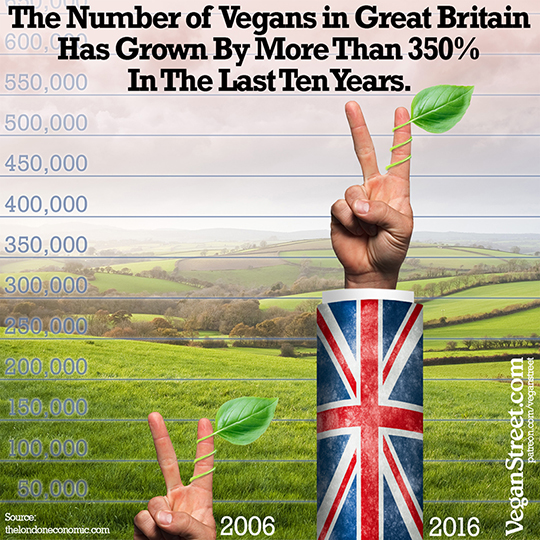 The Number of Vegans in Great Britain
Has Grown By More Than 350%
In The Last Ten Years.
600,000
550,000
500,000
450,000
400,000
350,000
300,000
250,000
200,000
150,000
100,000
50,000
Source:
thelondoneconomic.com
2006
2016
VeganStreet.com
patreon.com/veganstreet